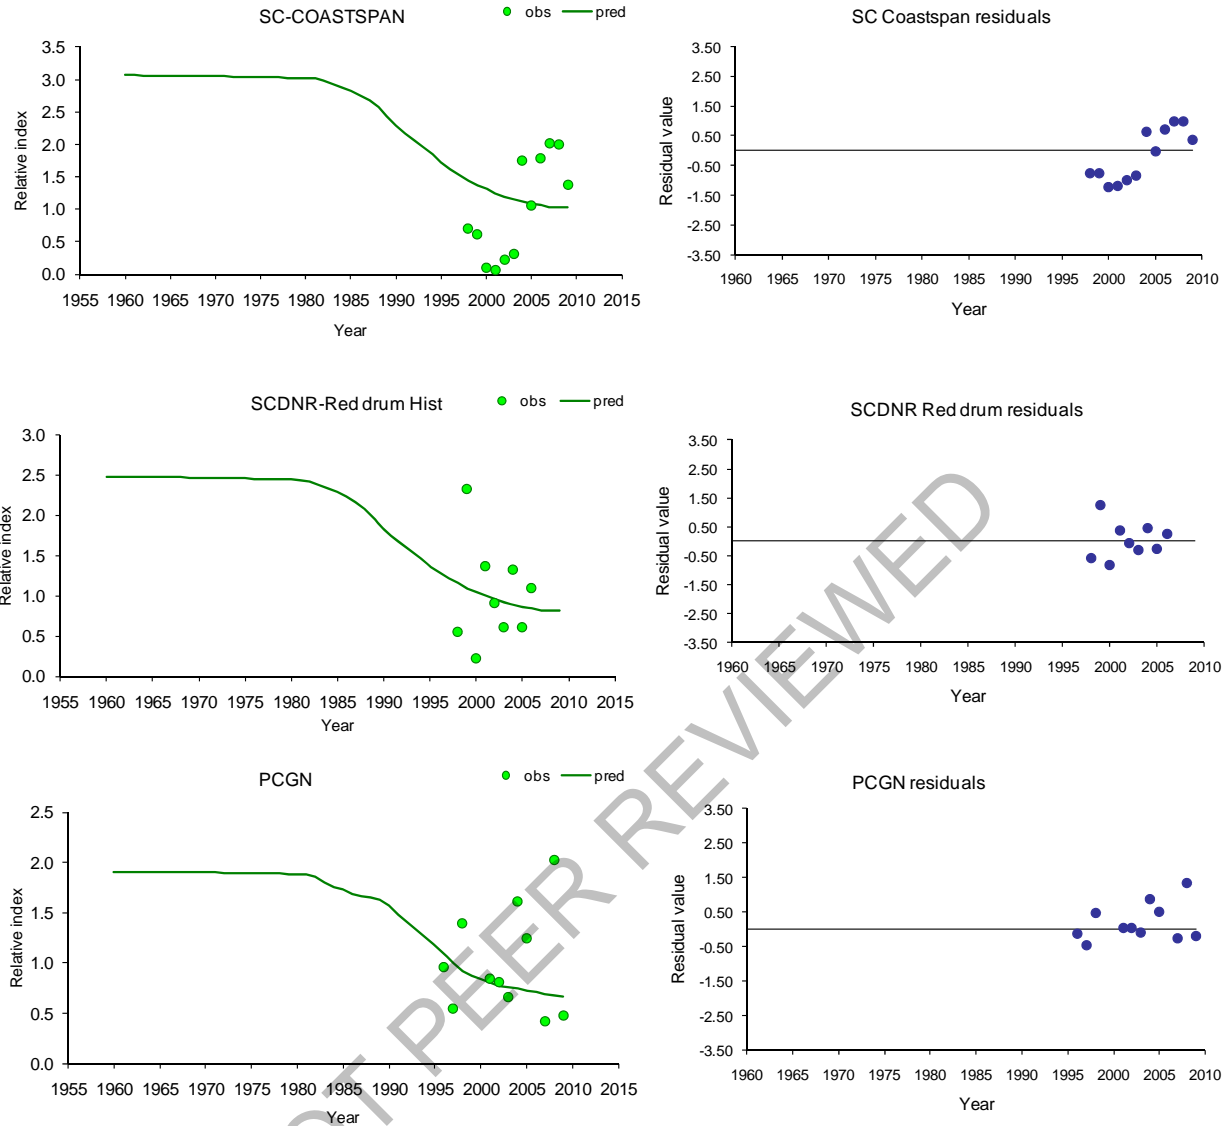 SC-COASTSPAN
obs pred
3.5
3.0
2.5
2.0
1.5
1.0
0.5
0.0
Relative index
1955 1960 1965 1970 1975 1980 1985 1990 1995 2000 2005 2010 2015
Year
SC Coastspan residuals
3.50
2.50
1.50
0.50
-0.50
-1.50
-2.50
-3.50
Residual value
1960 1965 1970 1975 1980 1985 1990 1995 2000 2005 2010
Year
SCDNR-Red drum Hist
obs pred
3.0
2.5
2.0
1.5
1.0
0.5
0.0
Relative index
1955 1960 1965 1970 1975 1980 1985 1990 1995 2000 2005 2010 2015
Year
SCDNR Red drum residuals
3.50
2.50
1.50
0.50
-0.50
-1.50
-2.50
-3.50
Residual value
1960 1965 1970 1975 1980 1985 1990 1995 2000 2005 2010
Year
PCGN
obs pred
2.5
2.0
1.5
1.0
0.5
0.0
Relative index
1955 1960 1965 1970 1975 1980 1985 1990 1995 2000 2005 2010 2015
Year
PCGN residuals
3.50
2.50
1.50
0.50
-0.50
-1.50
-2.50
-3.50
Residual value
1960 1965 1970 1975 1980 1985 1990 1995 2000 2005 2010
Year
OT PEER REVIEWED